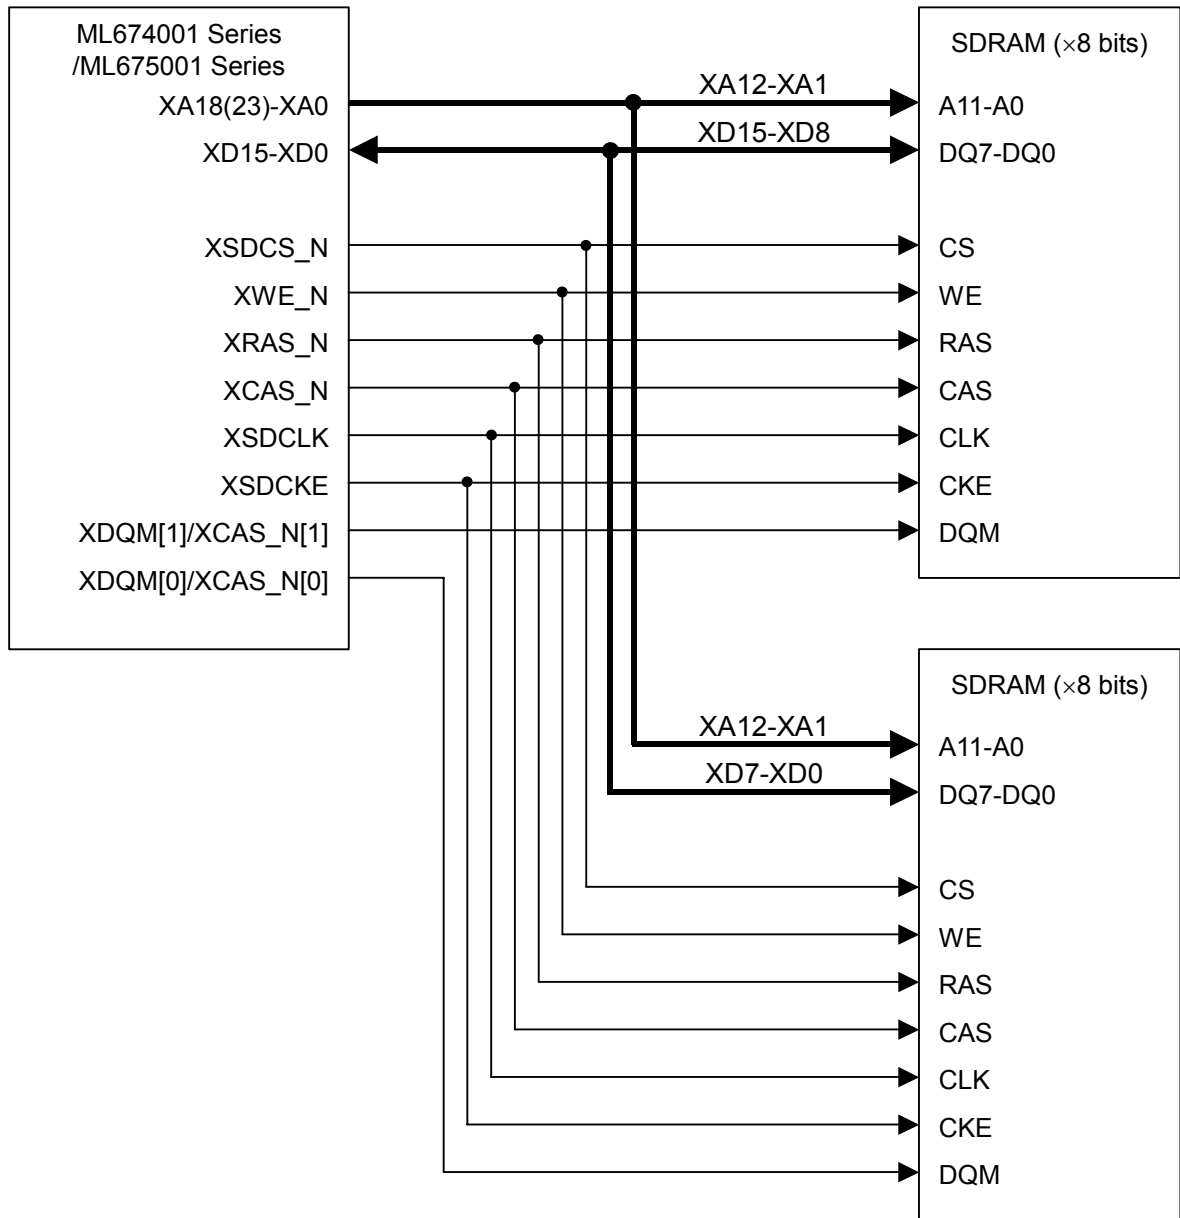 ML674001 Series
/ML675001 Series
XA18(23)-XA0
XD15-XD0
XSDCS_N
XWE_N
XRAS_N
XCAS_N
XSDCLK
XSDCKE
XDQM[1]/XCAS_N[1]
XDQM[0]/XCAS_N[0]
XA12-XA1
XD15-XD8
SDRAM (×8 bits)
A11-A0
DQ7-DQ0
CS
WE
RAS
CAS
CLK
CKE
DQM
XA12-XA1
XD7-XD0
SDRAM (×8 bits)
A11-A0
DQ7-DQ0
CS
WE
RAS
CAS
CLK
CKE
DQM